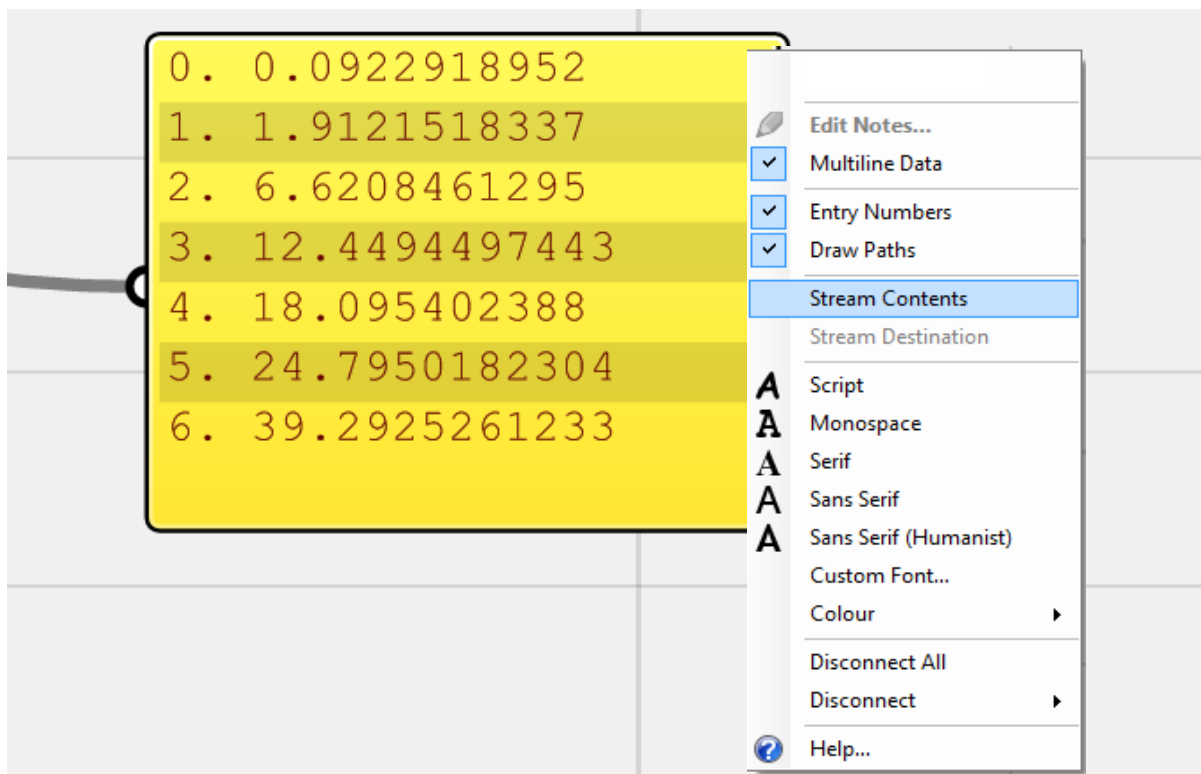 0. 0.0922918952
1. 1.9121518337
2. 6.6208461295
3. 12.4494497443
4. 18.095402388
5. 24.7950182304
6. 39.2925261233
Edit Notes...
Multiline Data
Entry Numbers
Draw Paths
Stream Contents
Stream Destination
A Script
A Monospace
A Serif
A Sans Serif
A Sans Serif (Humanist)
Custom Font...
Colour
Disconnect All
Disconnect
? Help...